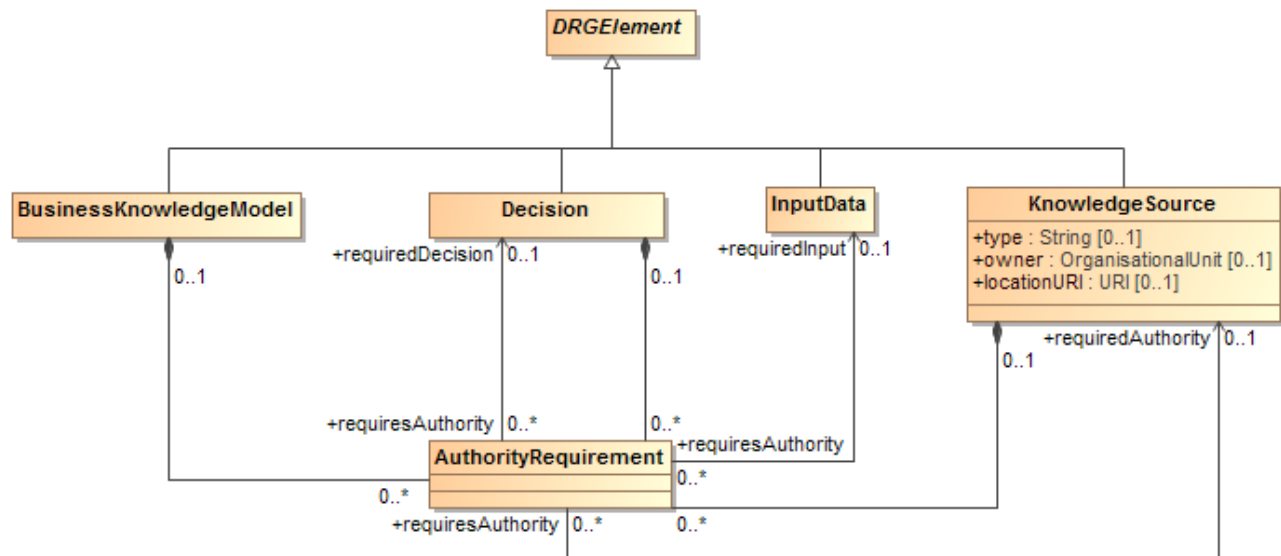 DRGElement
BusinessKnowledgeModel
Decision
InputData
KnowledgeSource
+type : String [0..1]
+owner : OrganisationalUnit [0..1]
+locationURI : URI [0..1]
+requiredDecision 0..1
0..1
0..1
+requiredInput 0..1
+requiredAuthority 0..1
0..1
+requiresAuthority 0..*
0..*
+requiresAuthority
0..*
AuthorityRequirement
0..*
+requiresAuthority 0..*
0..*